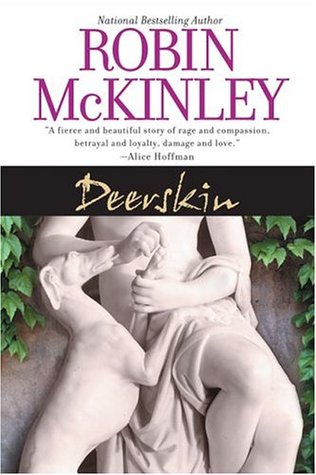 National Bestselling Author
ROBIN
McKINLEY
"A fierce and beautiful story of rage and compassion,
betrayal and loyalty, damage and love."
—Alice Hoffman
Deerskin